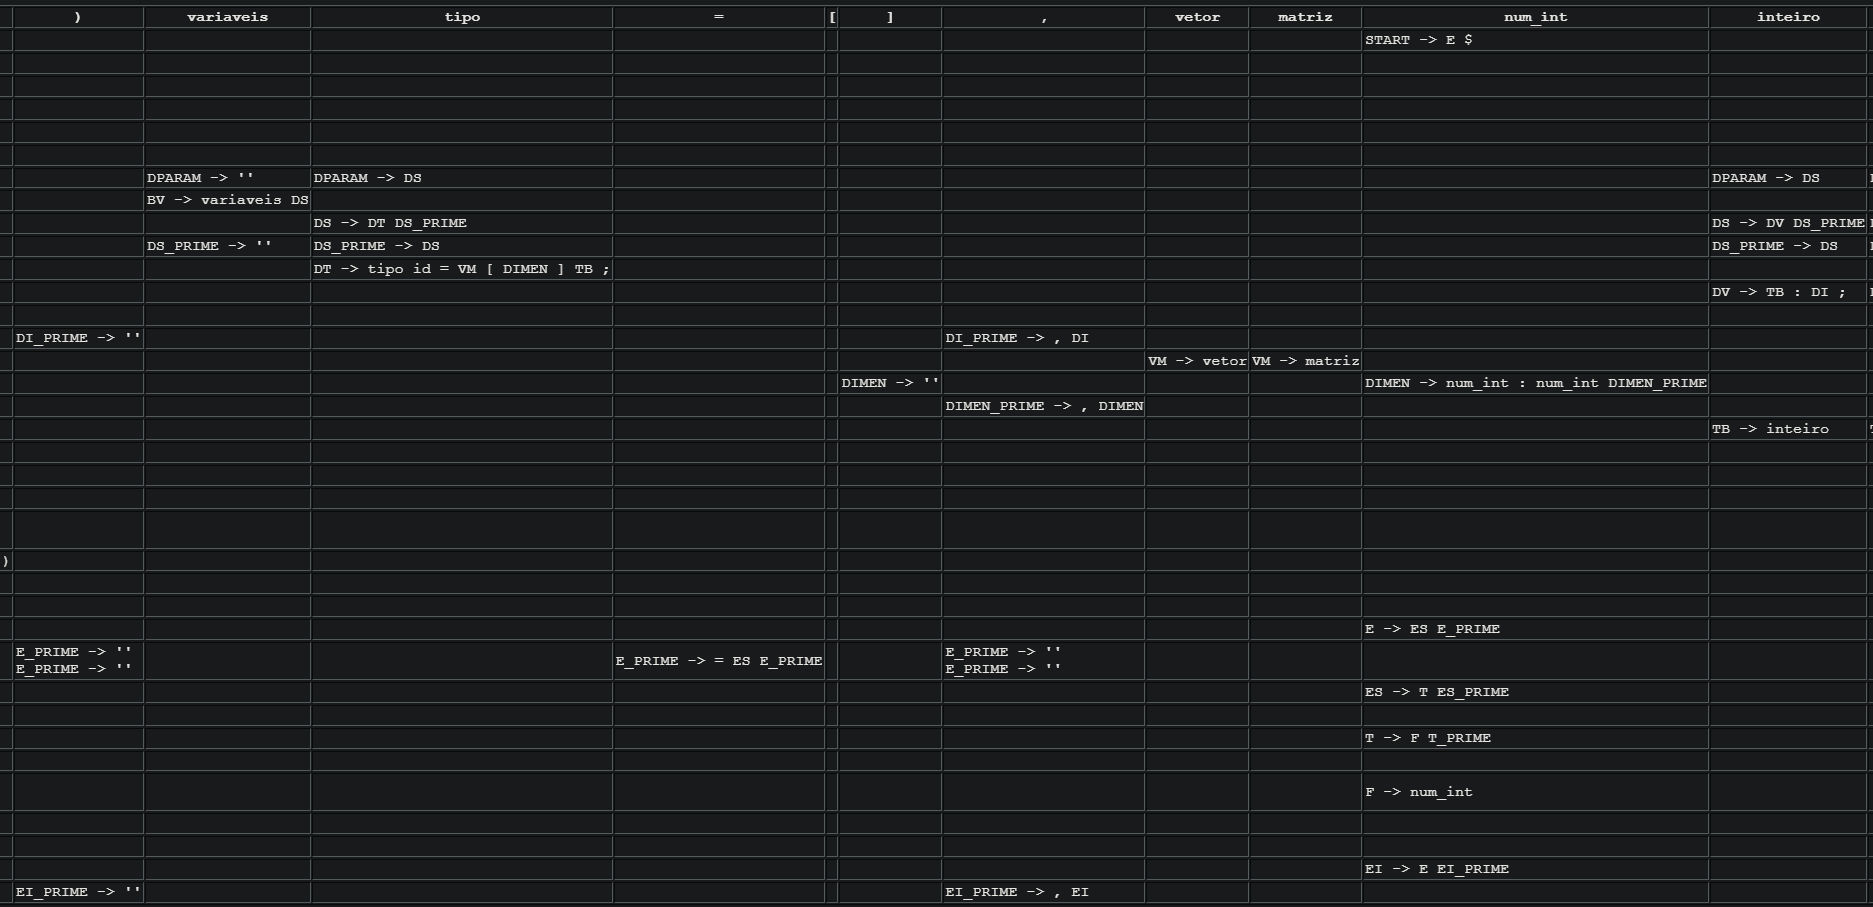 ) variaveis tipo = [ ] , vetor matriz num_int inteiro
START -> E $
DPARAM -> '' DPARAM -> DS DPARAM -> DS
BV -> variaveis DS
DS -> DT DS_PRIME DS -> DV DS_PRIME
DS_PRIME -> '' DS_PRIME -> DS DS_PRIME -> DS
DT -> tipo id = VM [ DIMEN ] TB ;
DV -> TB : DI ;
DI_PRIME -> '' DI_PRIME -> , DI
VM -> vetor VM -> matriz
DIMEN -> '' DIMEN -> num_int : num_int DIMEN_PRIME
DIMEN_PRIME -> , DIMEN
TB -> inteiro
)
E -> ES E_PRIME
E_PRIME -> '' E_PRIME -> ''
E_PRIME -> = ES E_PRIME
E_PRIME -> '' E_PRIME -> ''
ES -> T ES_PRIME
T -> F T_PRIME
F -> num_int
EI -> E EI_PRIME
EI_PRIME -> '' EI_PRIME -> , EI